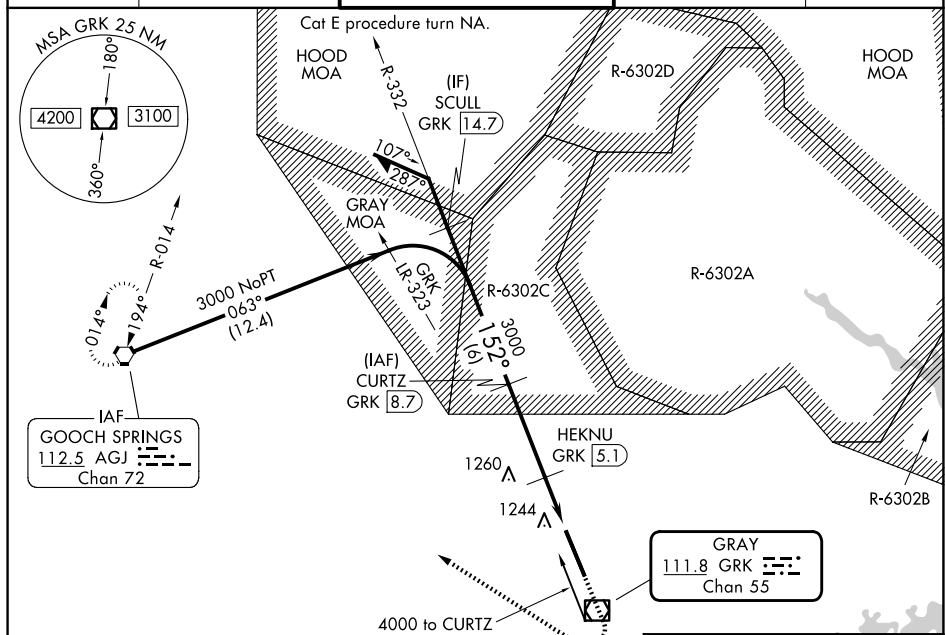 Cat E procedure turn NA.
MSA GRK 25 NM
180°
4200
3100
360°
HOOD
MOA
R-332
(IF)
SCULL
GRK 14.7
R-6302D
HOOD
MOA
107°
287°
GRAY
MOA
GRK
LR-323
R-014
014°
194°
3000 NoPT
063°
(12.4)
R-6302C
R-6302A
3000
152°
(6)
(IAF)
CURTZ
GRK 8.7
IAF
GOOCH SPRINGS
112.5 AGJ
Chan 72
HEKNU
GRK 5.1
1260
1244
R-6302B
GRAY
111.8 GRK
Chan 55
4000 to CURTZ